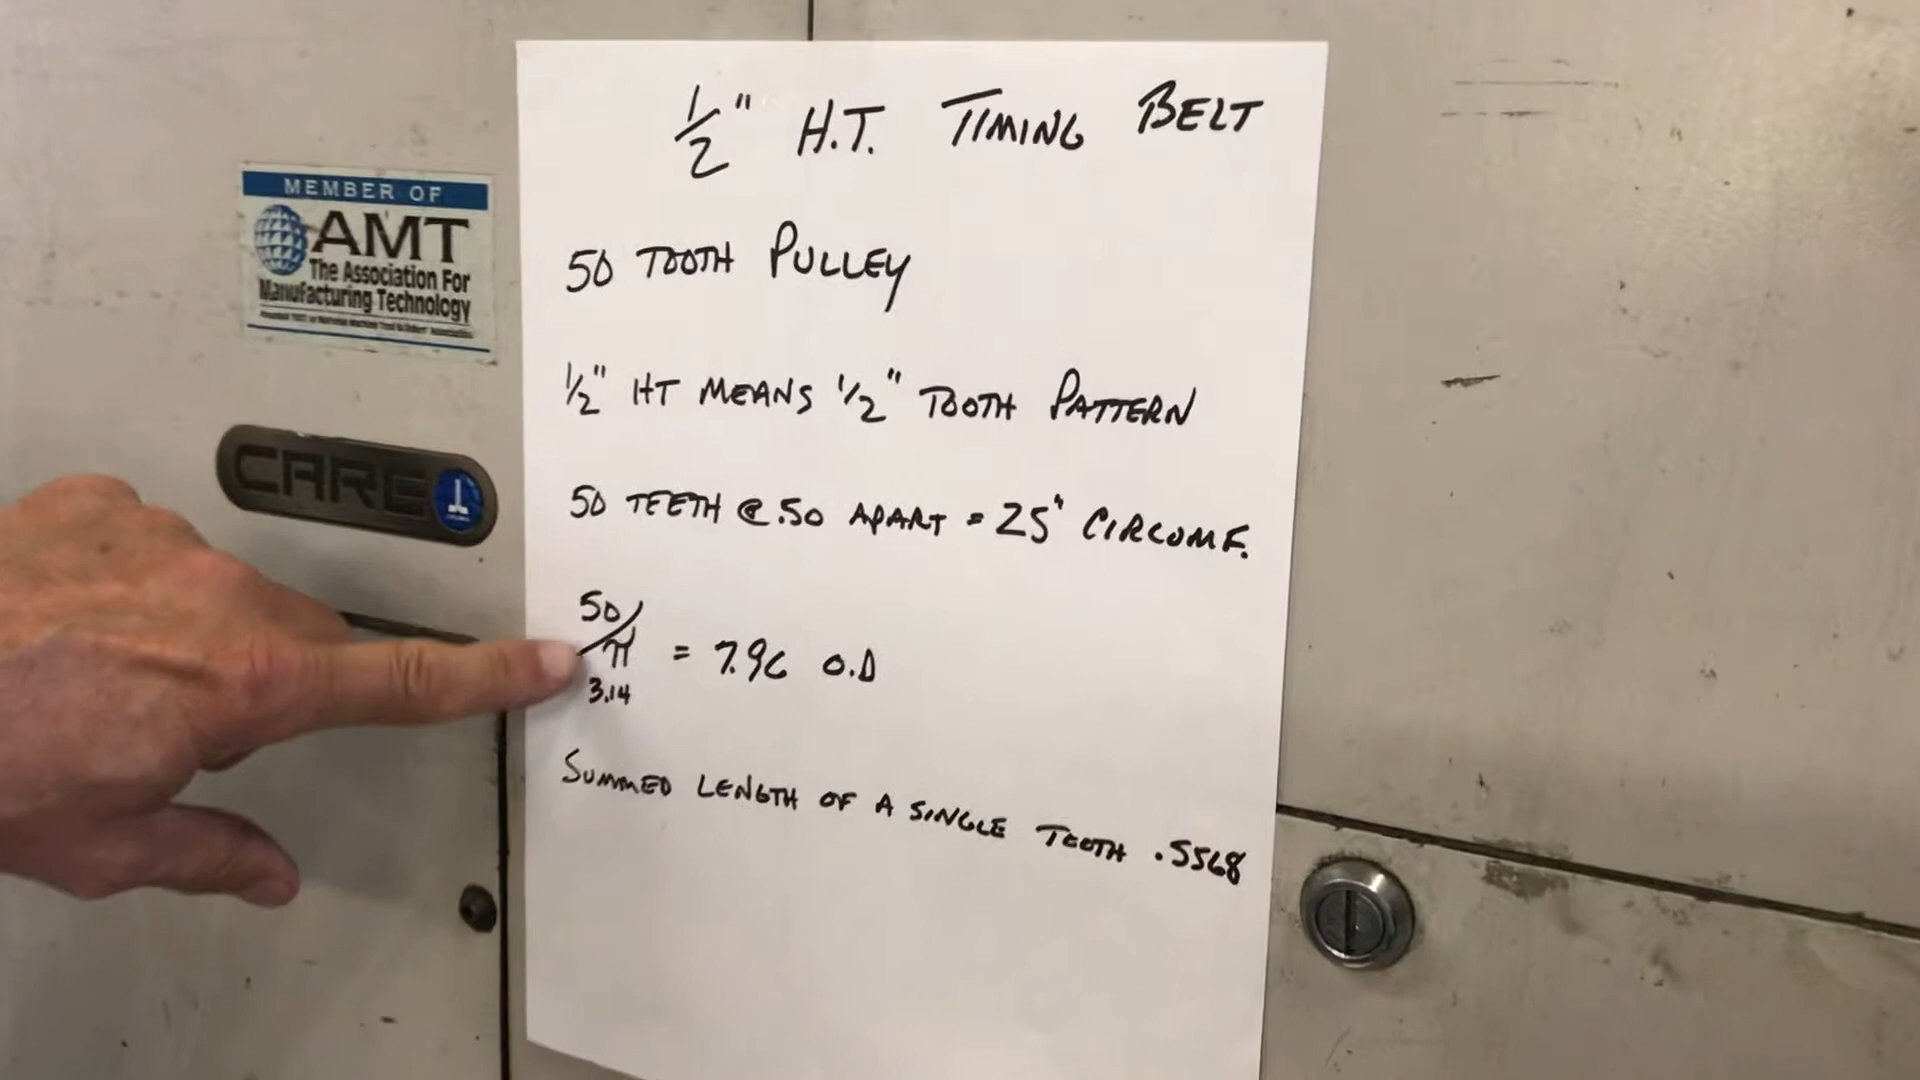 1/2" H.T. TIMING BELT
50 TOOTH PULLEY
1/2" HT MEANS 1/2" TOOTH PATTERN
50 TEETH @ .50 APART = 25" CIRCUMF.
50/π = 7.96 O.D
3.14
SUMMED LENGTH OF A SINGLE TOOTH .5568
MEMBER OF
AMT
The Association For
Manufacturing Technology
CARE